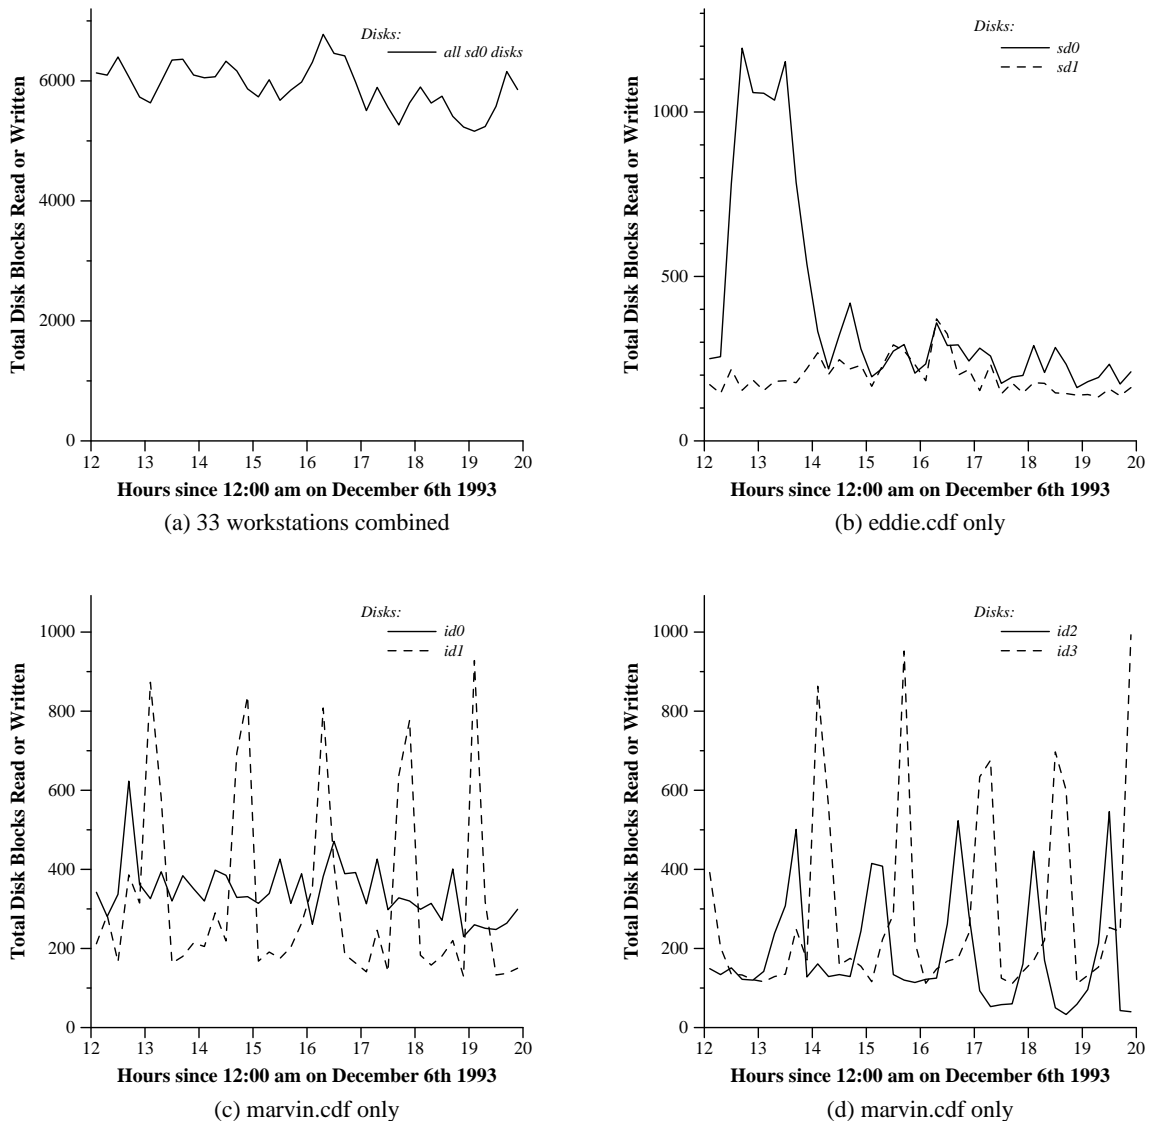 Disks:
all sd0 disks
Total Disk Blocks Read or Written
6000
4000
2000
0
12 13 14 15 16 17 18 19 20
Hours since 12:00 am on December 6th 1993
(a) 33 workstations combined
Disks:
sd0
sd1
Total Disk Blocks Read or Written
1000
500
0
12 13 14 15 16 17 18 19 20
Hours since 12:00 am on December 6th 1993
(b) eddie.cdf only
Disks:
id0
id1
Total Disk Blocks Read or Written
1000
800
600
400
200
0
12 13 14 15 16 17 18 19 20
Hours since 12:00 am on December 6th 1993
(c) marvin.cdf only
Disks:
id2
id3
Total Disk Blocks Read or Written
1000
800
600
400
200
0
12 13 14 15 16 17 18 19 20
Hours since 12:00 am on December 6th 1993
(d) marvin.cdf only